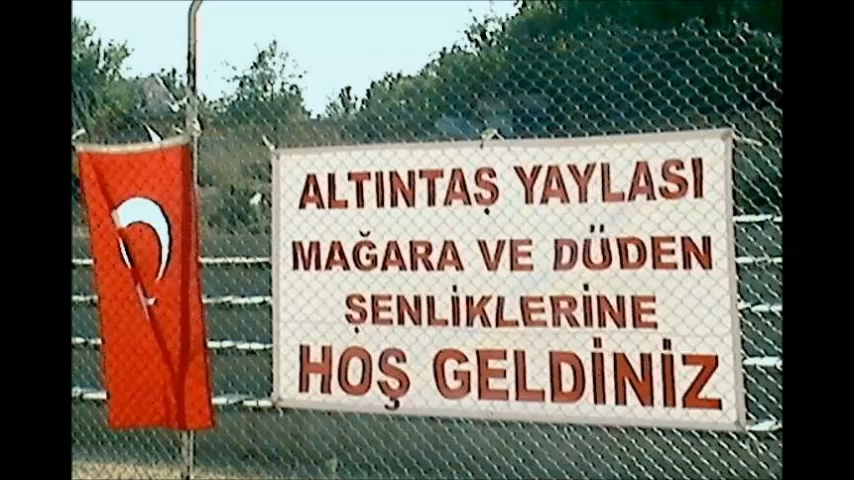 ALTINTAŞ YAYLASI
MAĞARA VE DÜDEN
ŞENLİKLERİNE
HOŞ GELDİNİZ